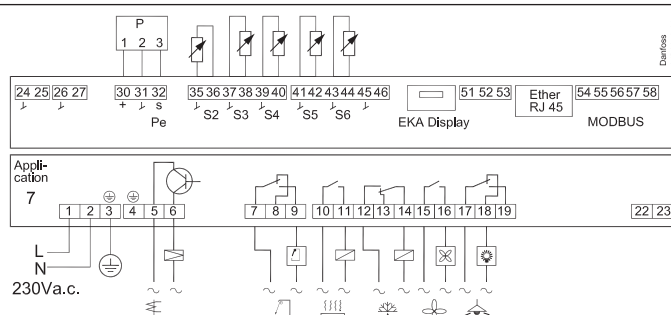 P
1 2 3
Danfoss
24 25 26 27 30 31 32 35 36 37 38 39 40 41 42 43 44 45 46 51 52 53 Ether 54 55 56 57 58
+ s S2 S3 S4 S5 S6 RJ 45
Pe EKA Display MODBUS
Appli-
cation
7
1 2 3 4 5 6 7 8 9 10 11 12 13 14 15 16 17 18 19 22 23
L
N
230Va.c.